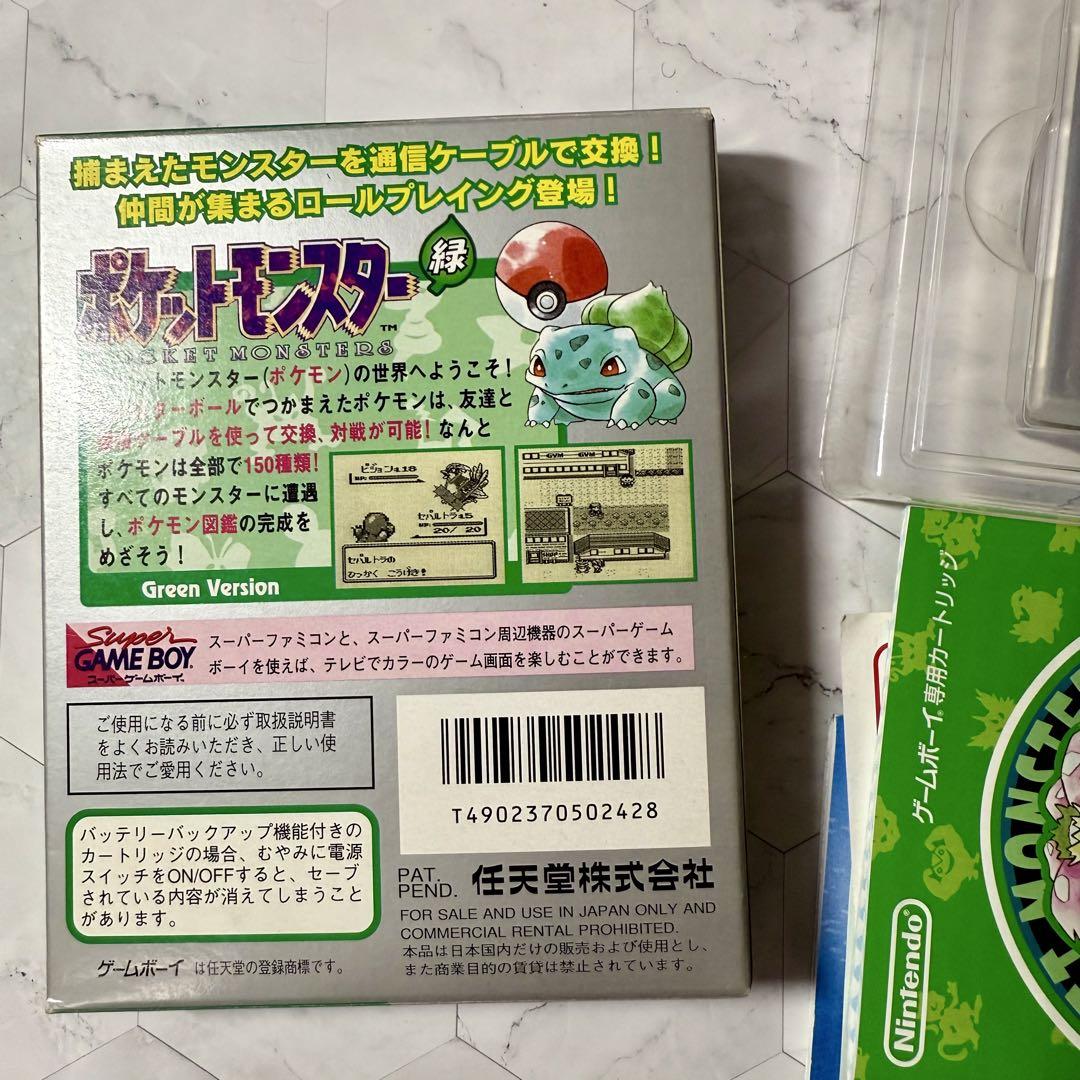 捕まえたモンスターを通信ケーブルで交換！
仲間が集まるロールプレイング登場！
ポケットモンスター 緑
TM
POCKET MONSTERS
ットモンスター(ポケモン)の世界へようこそ！
ターボールでつかまえたポケモンは、友達と
ケーブルを使って交換、対戦が可能！なんと
ポケモンは全部で150種類！
すべてのモンスターに遭遇
し、ポケモン図鑑の完成を
めざそう！
Green Version
ピジョン :L18
HP:
ゼパルトラ :L5
HP:
20/ 20
ゼパルトラの
ひっかく こうげき！
GYM GYM
Super
GAME BOY
スーパーゲームボーイ
スーパーファミコンと、スーパーファミコン周辺機器のスーパーゲーム
ボーイを使えば、テレビでカラーのゲーム画面を楽しむことができます。
ご使用になる前に必ず取扱説明書
をよくお読みいただき、正しい使
用法でご愛用ください。
T4902370502428
バッテリーバックアップ機能付きの
カートリッジの場合、むやみに電源
スイッチをON/OFFすると、セーブ
されている内容が消えてしまうこと
があります。
PAT.
PEND. 任天堂株式会社
FOR SALE AND USE IN JAPAN ONLY AND
COMMERCIAL RENTAL PROHIBITED.
本品は日本国内だけの販売および使用とし、
また商業目的の賃貸は禁止されています。
ゲームボーイ は任天堂の登録商標です。
ゲームボーイ®専用カートリッジ
Nintendo